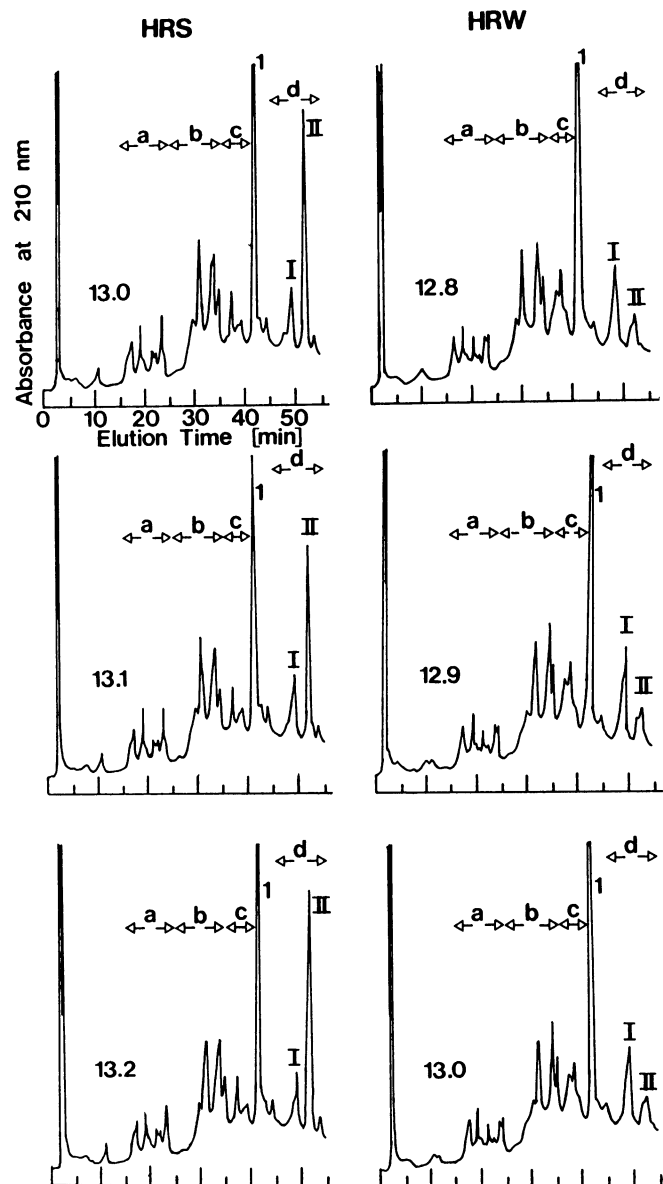 HRS
HRW
Absorbance at 210 nm
a b c 1 d
I II
13.0
0 10 20 30 40 50
Elution Time [min]
a b c 1 d
I II
12.8
a b c 1 d
I II
13.1
a b c 1 d
I II
12.9
a b c 1 d
I II
13.2
a b c 1 d
I II
13.0